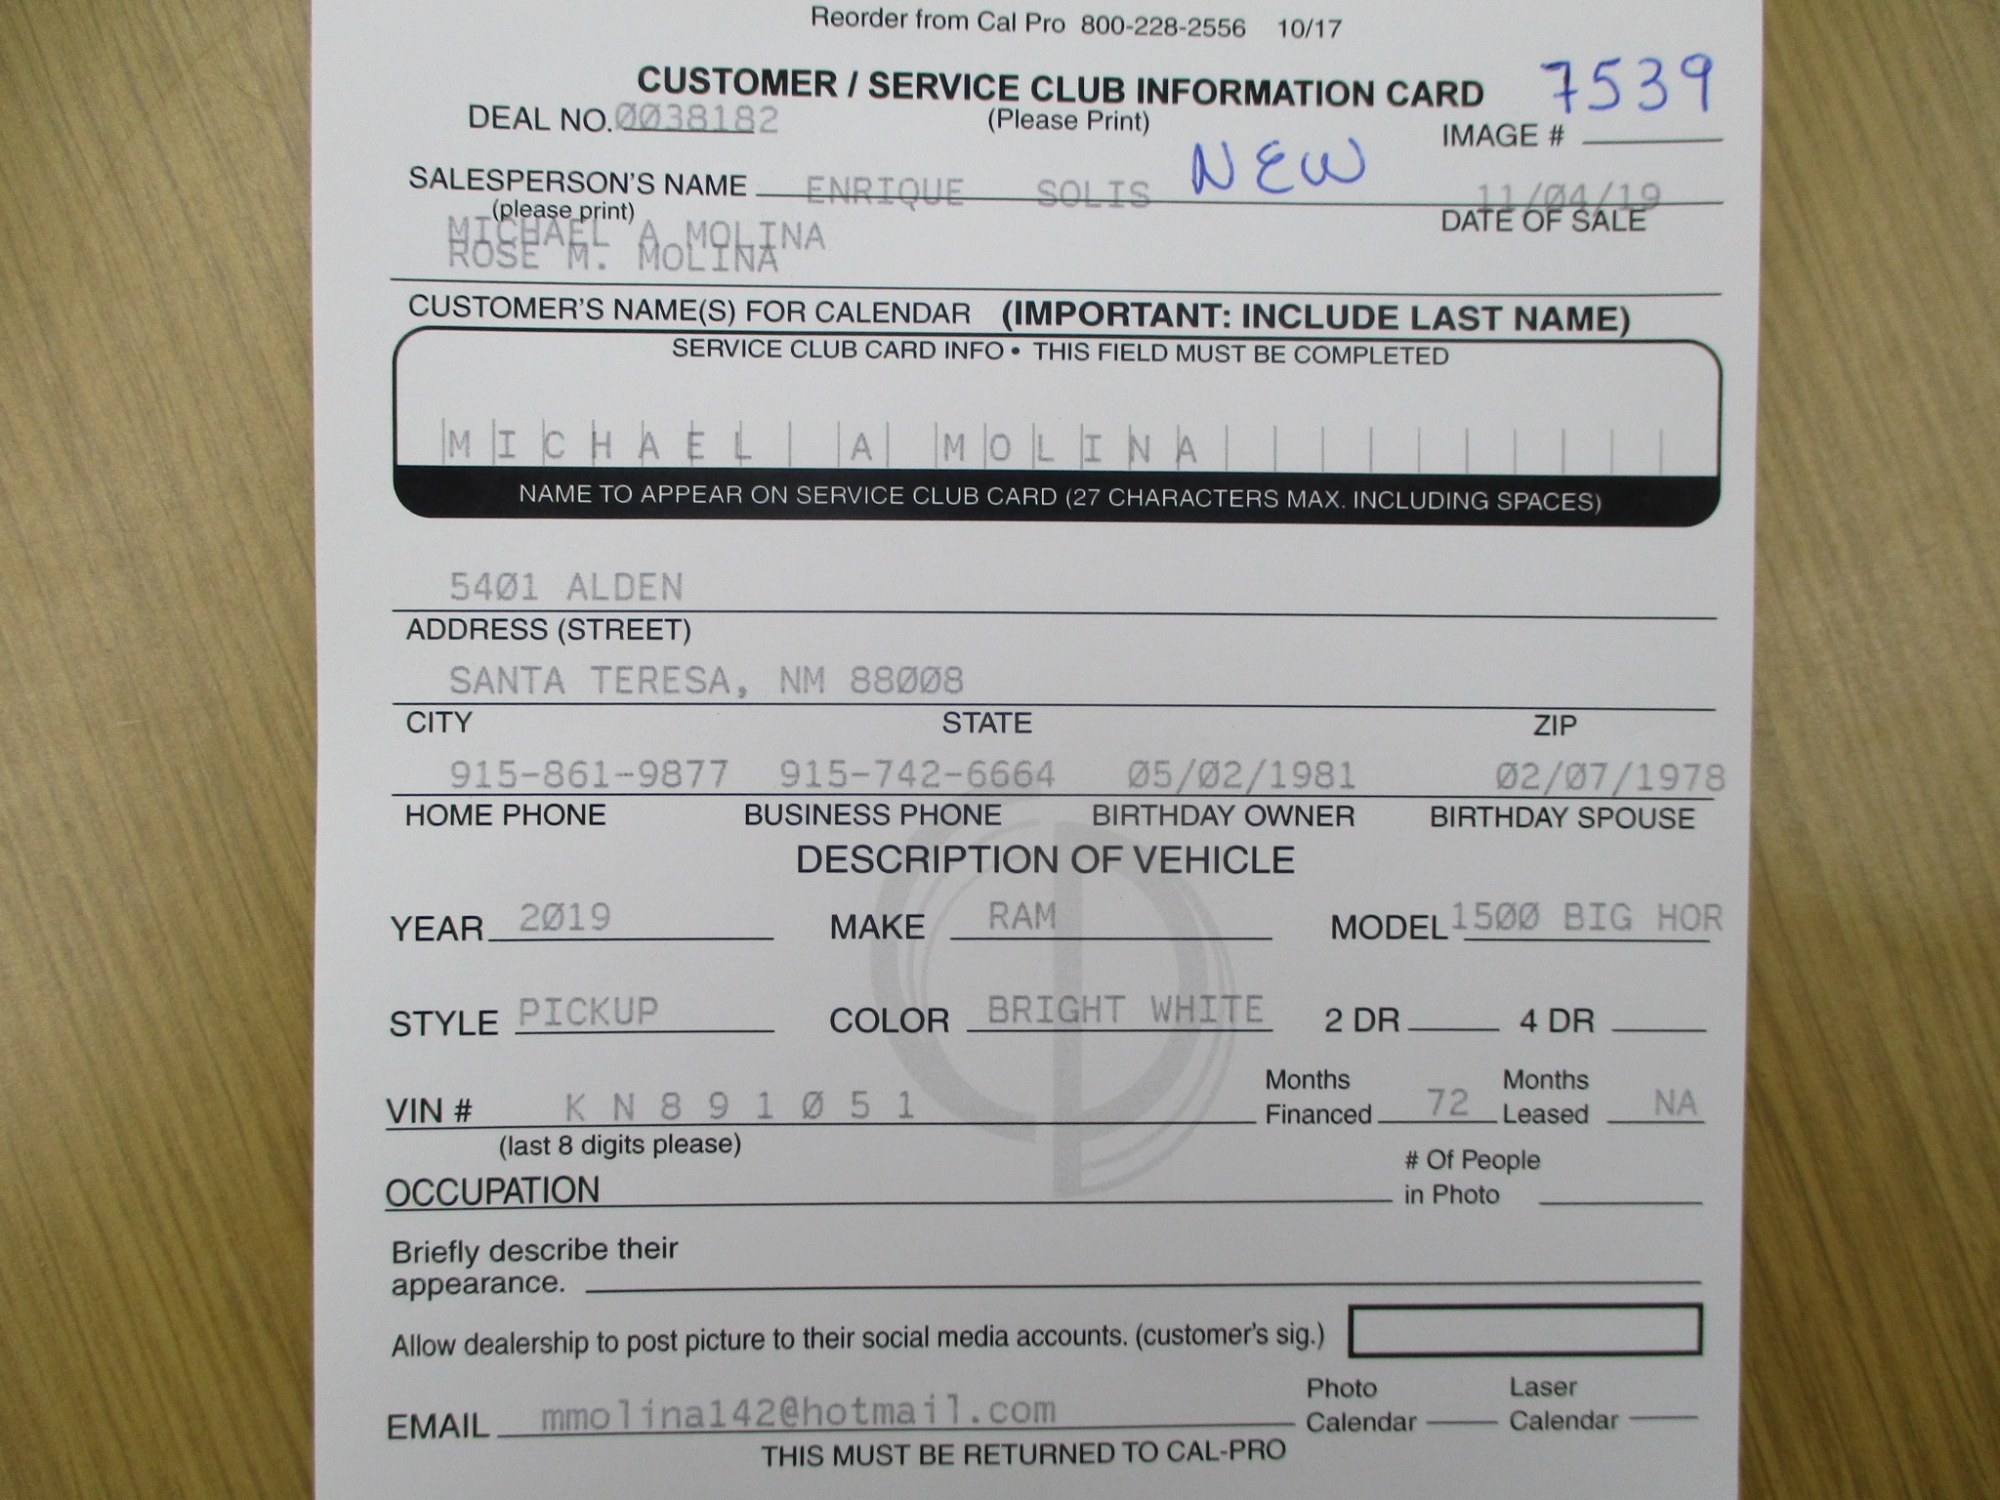 Reorder from Cal Pro 800-228-2556 10/17
CUSTOMER / SERVICE CLUB INFORMATION CARD 7539
DEAL NO. 0038182 (Please Print) IMAGE #
SALESPERSON'S NAME ENRIQUE SOLIS NEW 11/04/19
(please print) DATE OF SALE
MICHAEL A MOLINA
ROSE M. MOLINA
CUSTOMER'S NAME(S) FOR CALENDAR (IMPORTANT: INCLUDE LAST NAME)
SERVICE CLUB CARD INFO • THIS FIELD MUST BE COMPLETED
MICHAEL A MOLINA
NAME TO APPEAR ON SERVICE CLUB CARD (27 CHARACTERS MAX. INCLUDING SPACES)
5401 ALDEN
ADDRESS (STREET)
SANTA TERESA, NM 88008
CITY STATE ZIP
915-861-9877 915-742-6664 05/02/1981 02/07/1978
HOME PHONE BUSINESS PHONE BIRTHDAY OWNER BIRTHDAY SPOUSE
DESCRIPTION OF VEHICLE
YEAR 2019 MAKE RAM MODEL 1500 BIG HOR
STYLE PICKUP COLOR BRIGHT WHITE 2 DR 4 DR
Months Months
VIN # K N 8 9 1 0 5 1 Financed 72 Leased NA
(last 8 digits please)
# Of People
OCCUPATION in Photo
Briefly describe their
appearance.
Allow dealership to post picture to their social media accounts. (customer's sig.)
Photo Laser
EMAIL mmolina142@hotmail.com Calendar Calendar
THIS MUST BE RETURNED TO CAL-PRO